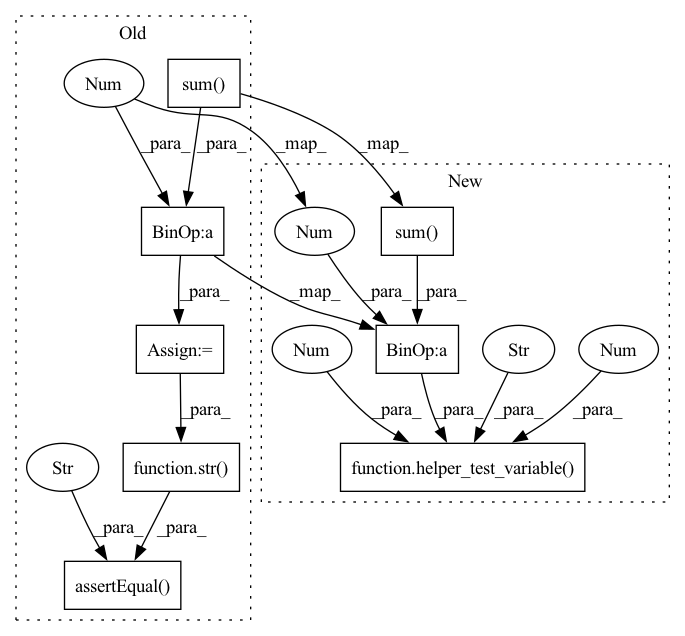 Old
Num
sum()
_para_
_para_
_map_
_map_
New
BinOp:a
Num
sum()
_para_
_map_
_para_
_para_
Assign:=
Num
BinOp:a
Str
Num
_para_
_para_
_para_
_para_
_para_
Str
function.str()
function.helper_test_variable()
_para_
_para_
assertEqual()